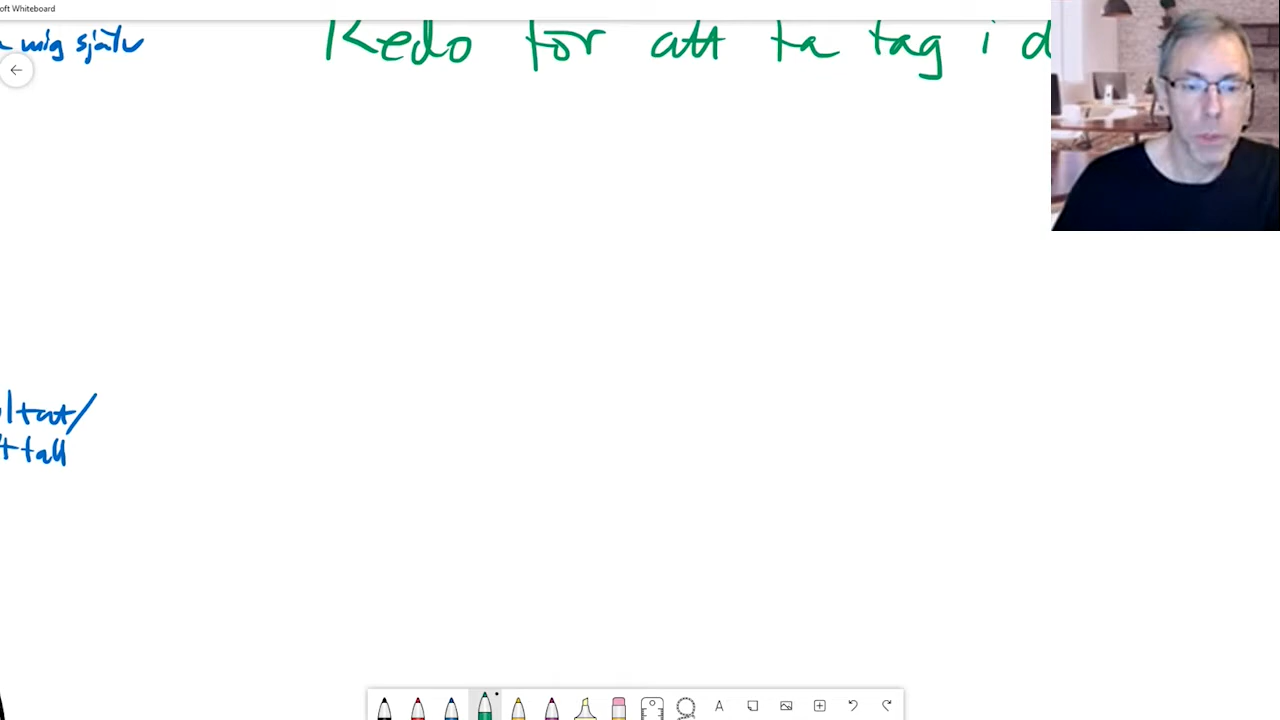 oft Whiteboard
mig själv
Redo för att ta tag i d
ltat/
t tall